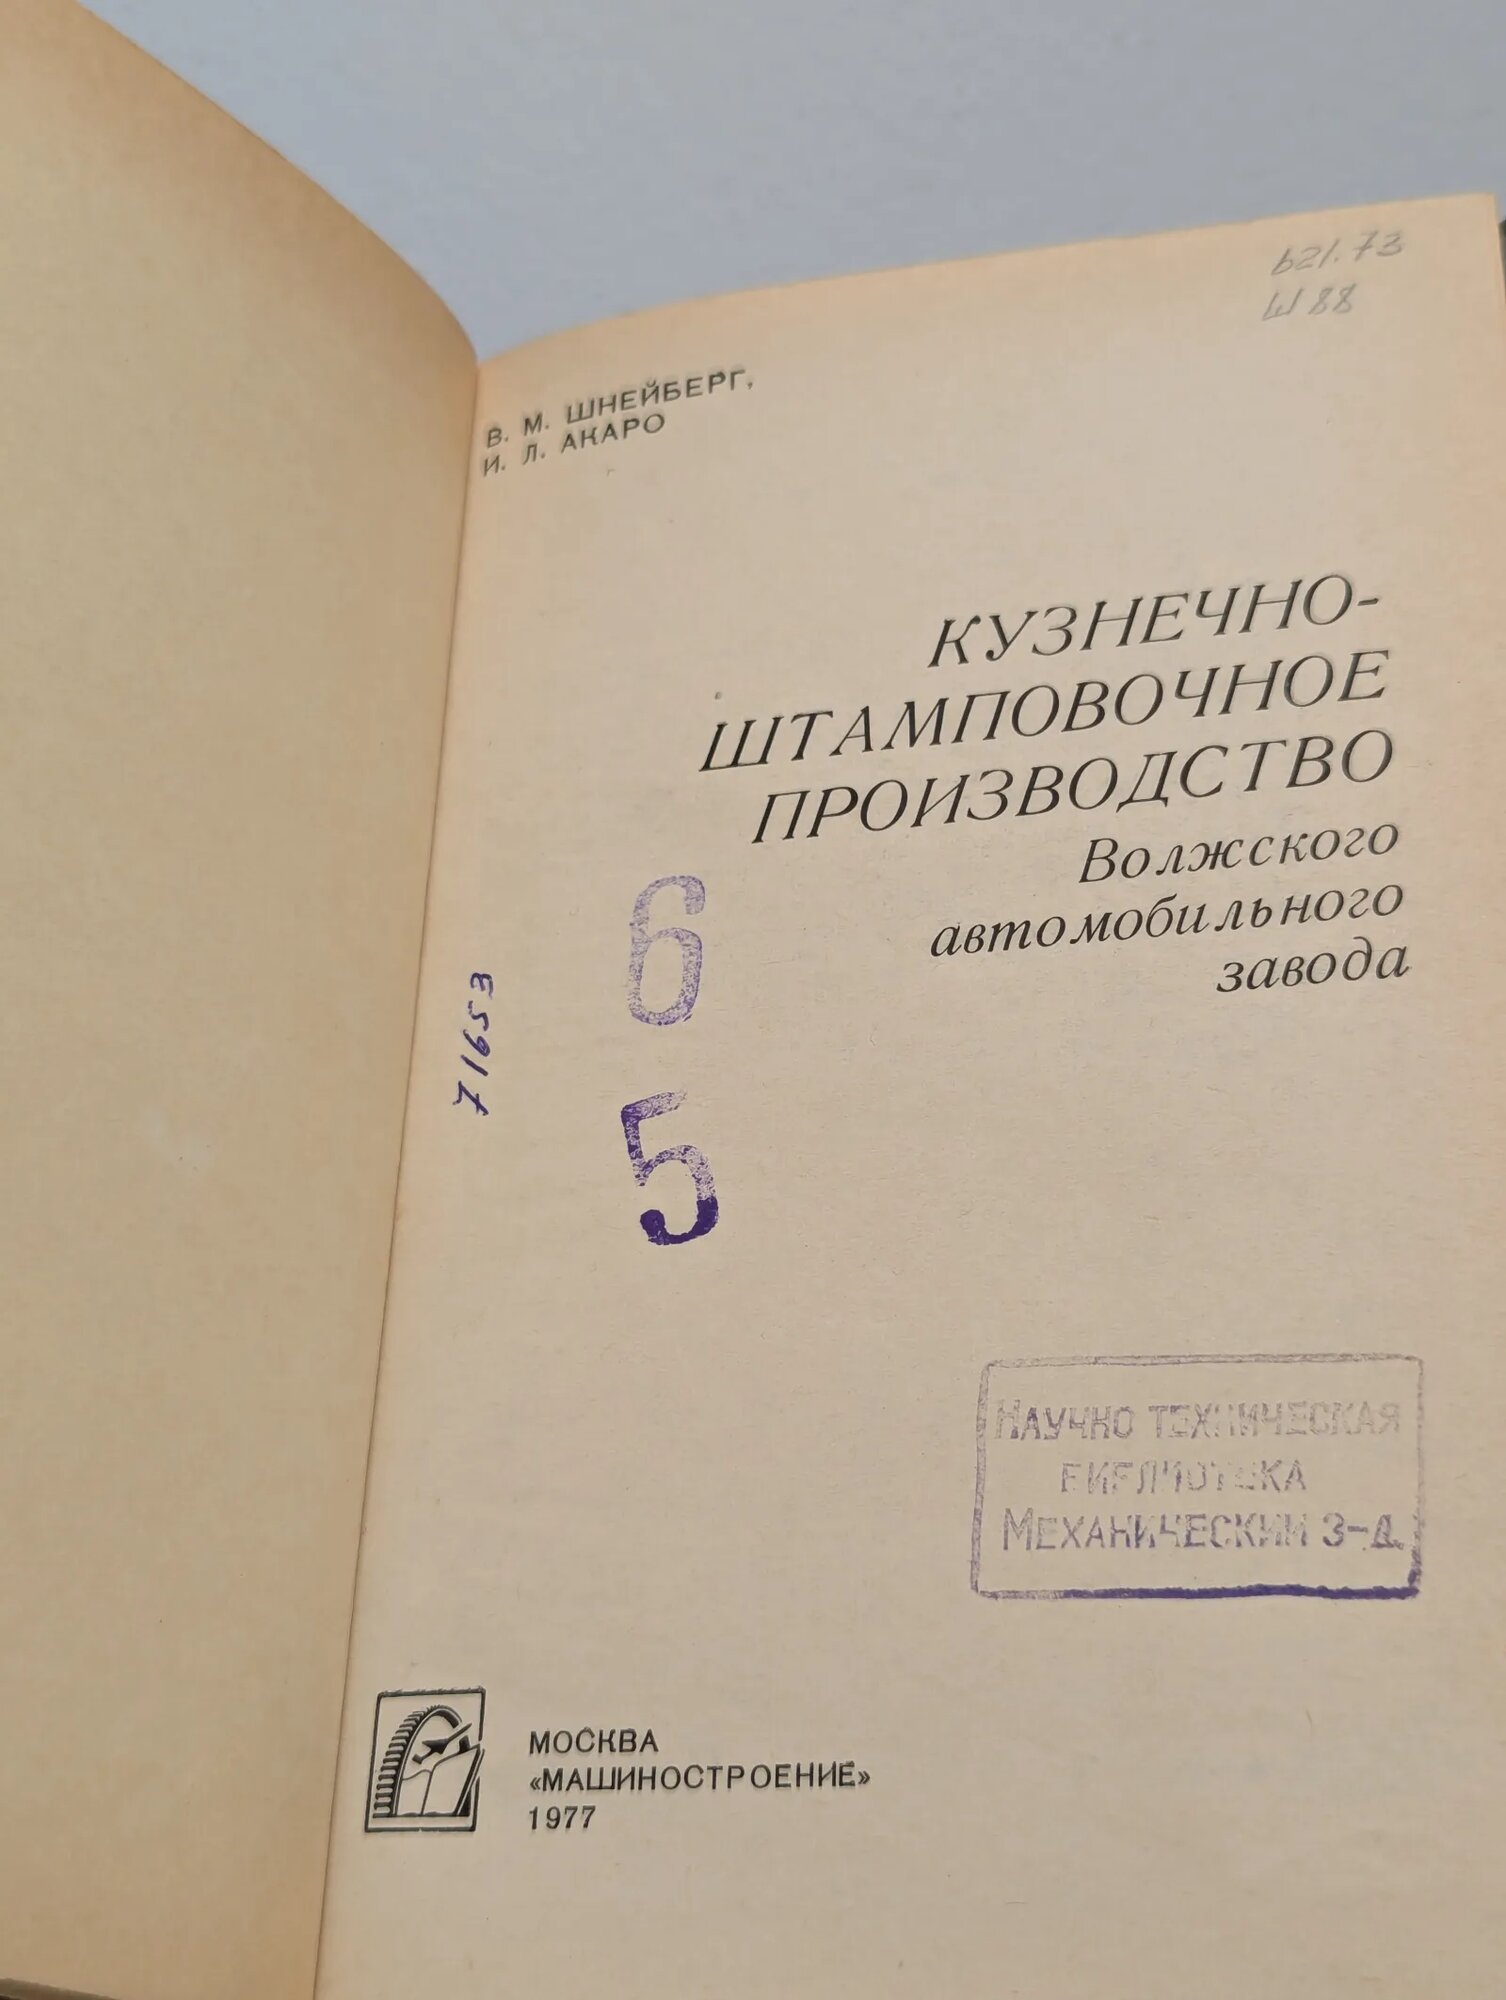 621.73
Ш 88
В. М. ШНЕЙБЕРГ,
И. Л. АКАРО
КУЗНЕЧНО-
ШТАМПОВОЧНОЕ
ПРОИЗВОДСТВО
Волжского
автомобильного
завода
6
5
71653
НАУЧНО ТЕХНИЧЕСКАЯ
БИБЛИОТЕКА
МЕХАНИЧЕСКИЙ З-Д.
МОСКВА
«МАШИНОСТРОЕНИЕ»
1977